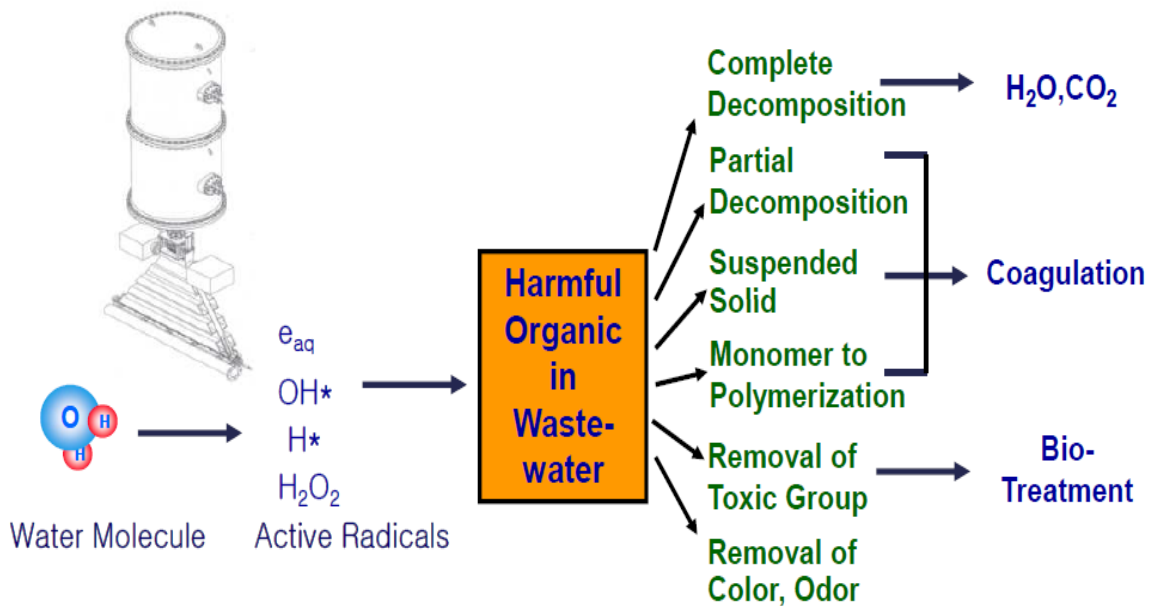 O
H
H
Water Molecule
e_aq
OH*
H*
H₂O₂
Active Radicals
Harmful
Organic
in
Waste-
water
Complete
Decomposition
H₂O,CO₂
Partial
Decomposition
Suspended
Solid
Monomer to
Polymerization
Coagulation
Removal of
Toxic Group
Bio-
Treatment
Removal of
Color, Odor